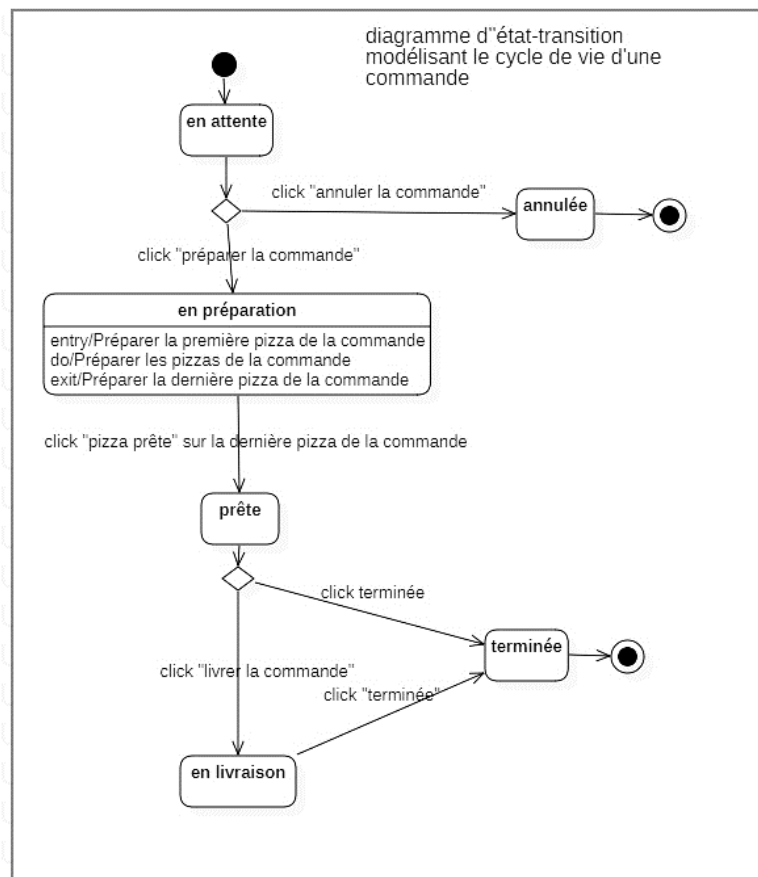 diagramme d''état-transition
modélisant le cycle de vie d'une
commande
en attente
click "annuler la commande"
annulée
click "préparer la commande"
en préparation
entry/Préparer la première pizza de la commande
do/Préparer les pizzas de la commande
exit/Préparer la dernière pizza de la commande
click "pizza prête" sur la dernière pizza de la commande
prête
click terminée
terminée
click "livrer la commande"
click "terminée"
en livraison